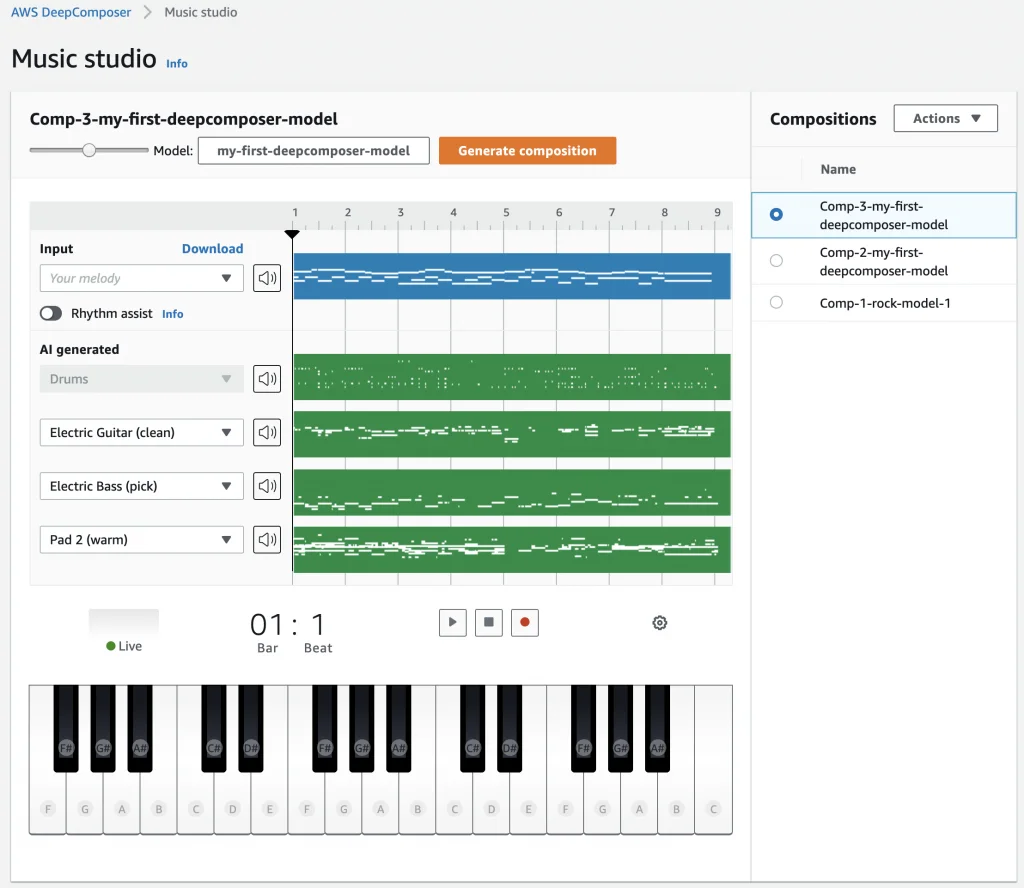 AWS DeepComposer > Music studio
Music studio Info
Comp-3-my-first-deepcomposer-model
Model: my-first-deepcomposer-model Generate composition
1 2 3 4 5 6 7 8 9
Input Download
Your melody
Rhythm assist Info
AI generated
Drums
Electric Guitar (clean)
Electric Bass (pick)
Pad 2 (warm)
Live
01 : 1
Bar Beat
F# G# A# C# D# F# G# A# C# D# F# G# A#
F G A B C D E F G A B C D E F G A B C
Compositions Actions
Name
Comp-3-my-first-
deepcomposer-model
Comp-2-my-first-
deepcomposer-model
Comp-1-rock-model-1